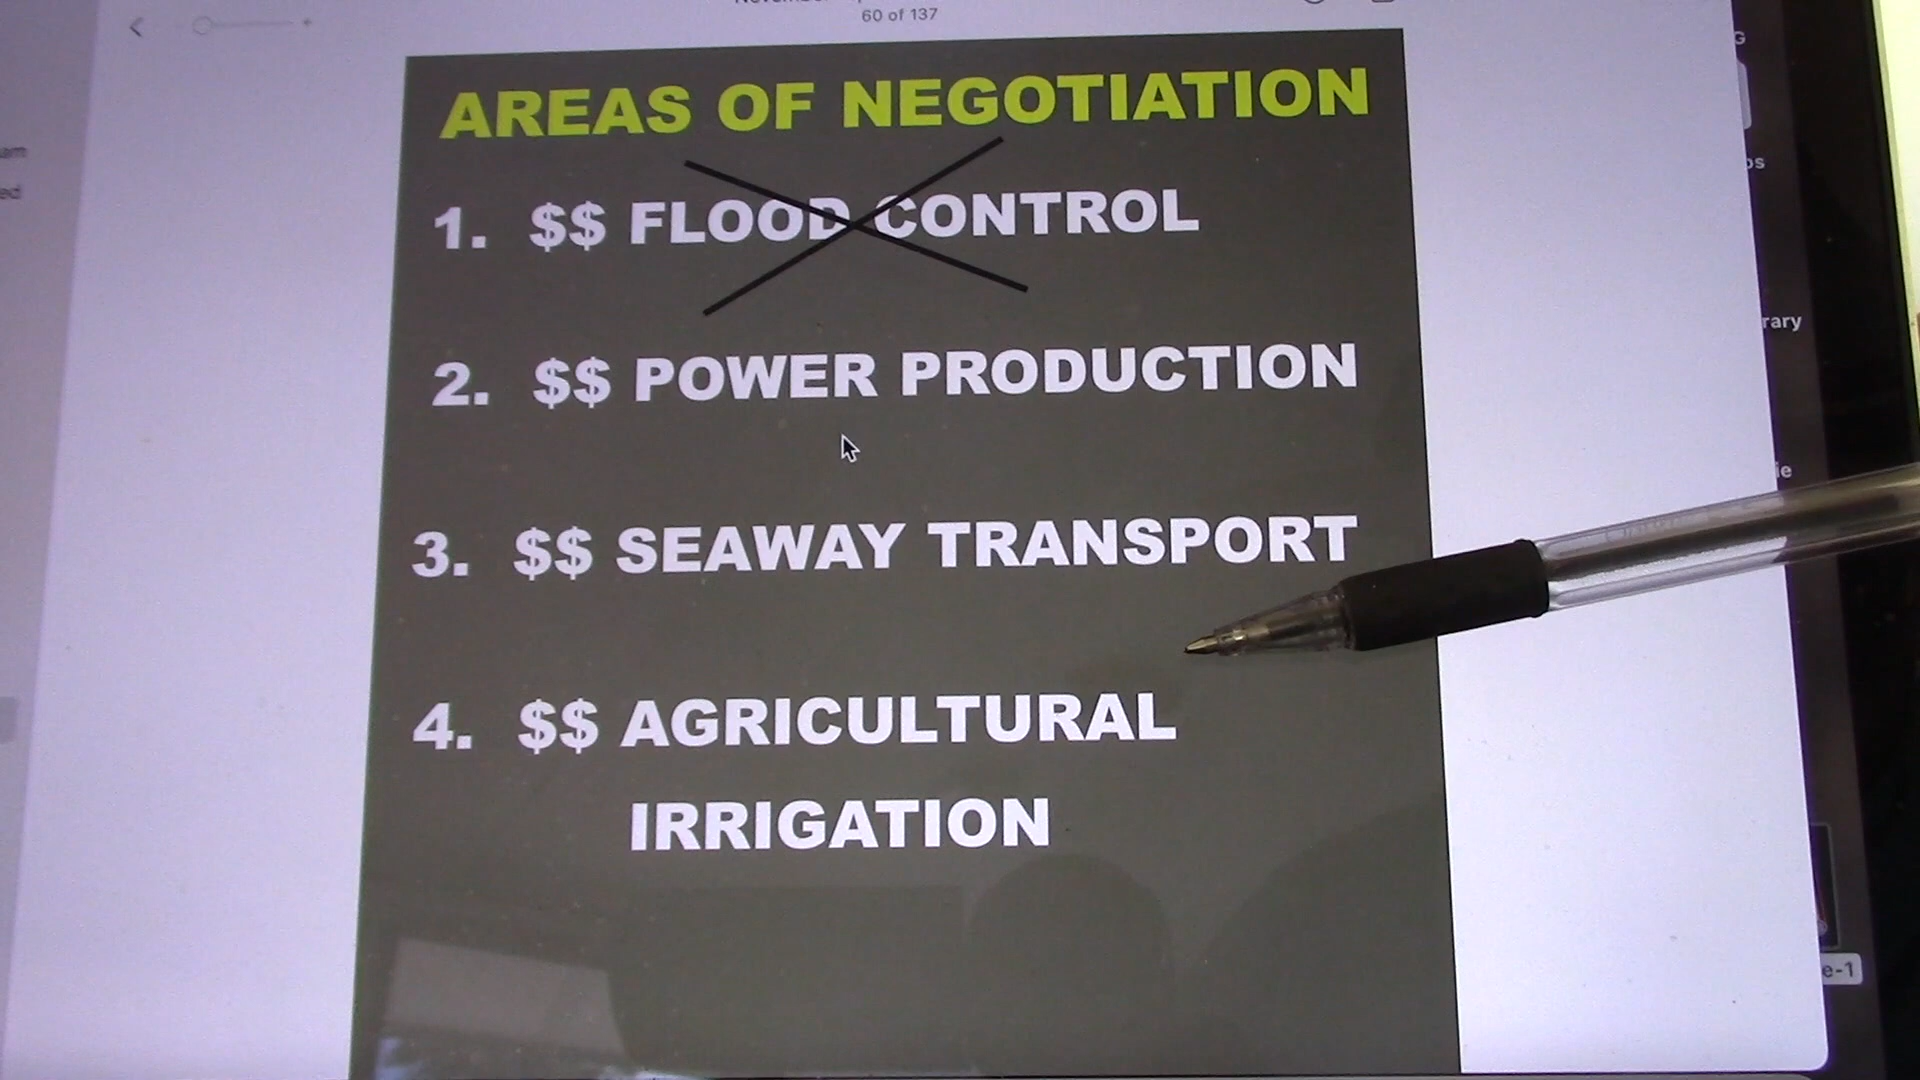 60 of 137
AREAS OF NEGOTIATION
1. $$ FLOOD CONTROL
2. $$ POWER PRODUCTION
3. $$ SEAWAY TRANSPORT
4. $$ AGRICULTURAL
IRRIGATION